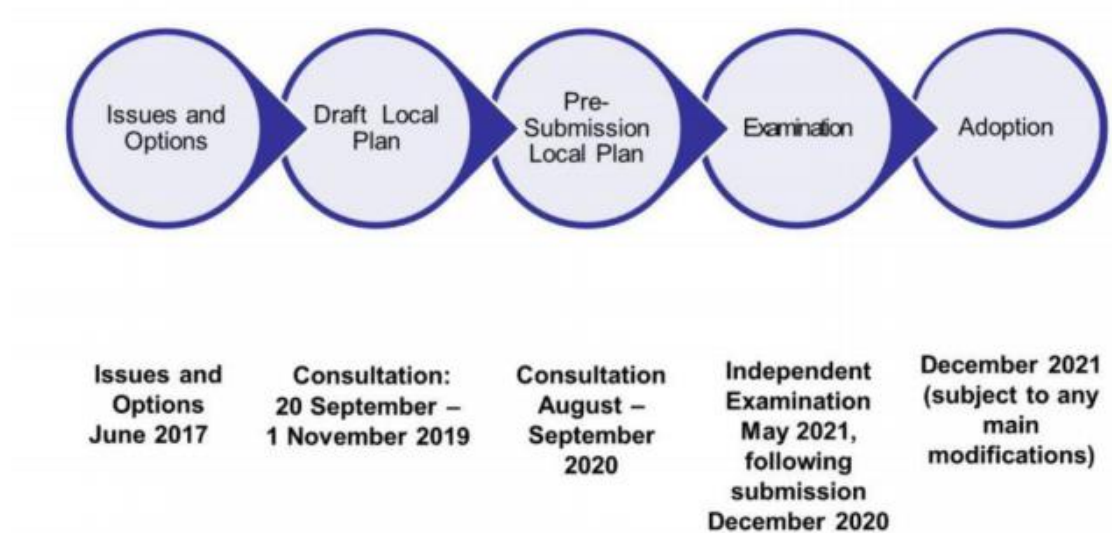 Issues and
Options
Draft Local
Plan
Pre-
Submission
Local Plan
Examination
Adoption
Issues and
Options
June 2017
Consultation:
20 September –
1 November 2019
Consultation
August –
September
2020
Independent
Examination
May 2021,
following
submission
December 2020
December 2021
(subject to any
main
modifications)